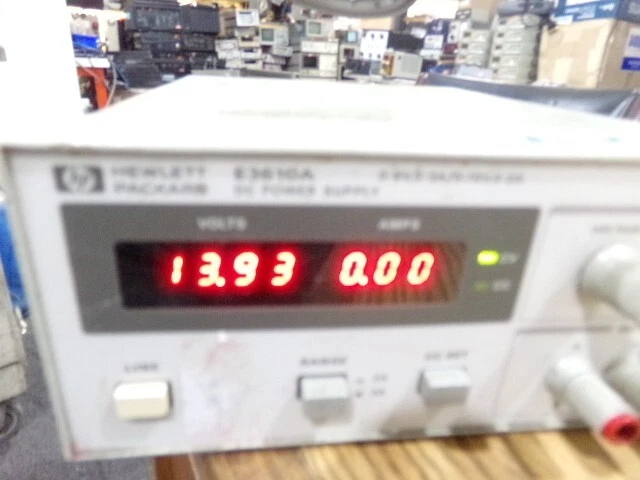 hp HEWLETT E3610A
PACKARD DC POWER SUPPLY
VOLTS AMPS
13.93 0.00 CV
CC
LINE RANGE CC SET